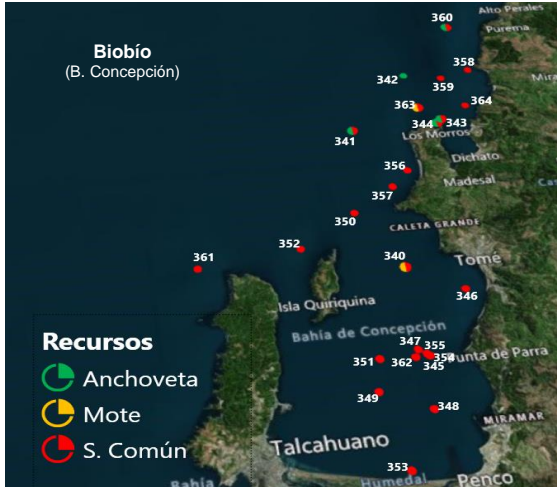 Alto Perales
360
Purema
Biobío
(B. Concepción)
358
342
359
363
364
344
343
Los Morros
341
Dichato
356
Madesal
357
350
CALETA GRANDE
352
340
Tomé
361
346
Isla Quiriquina
Bahía de Concepción
Recursos
347
355
354
Punta de Parra
351
362
345
Anchoveta
349
348
Mote
MIRAMAR
S. Común
Talcahuano
353
Humedal
Penco
Bahía